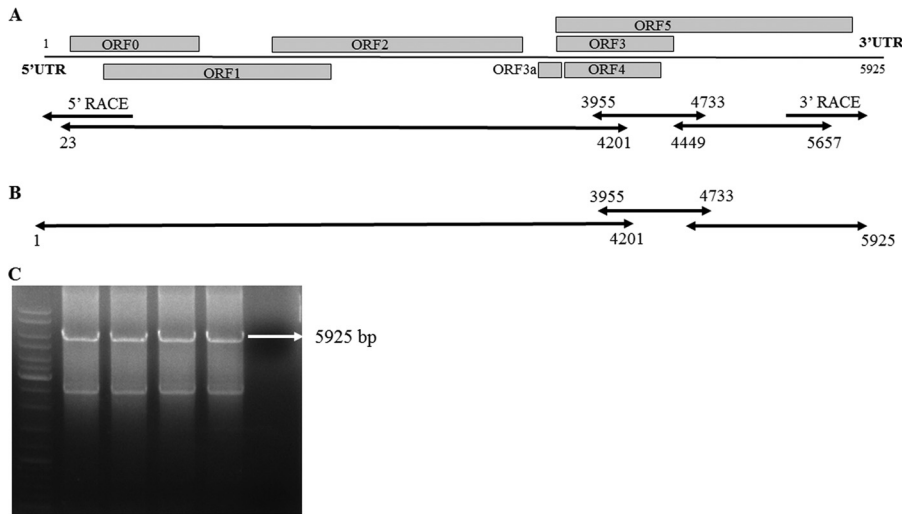 A
ORF5
1 ORF0 ORF2 ORF3 3’UTR
5’UTR ORF1 ORF3a ORF4 5925
5’ RACE 3955 4733 3’ RACE
23 4201 4449 5657
B
3955 4733
1 4201 5925
C
5925 bp